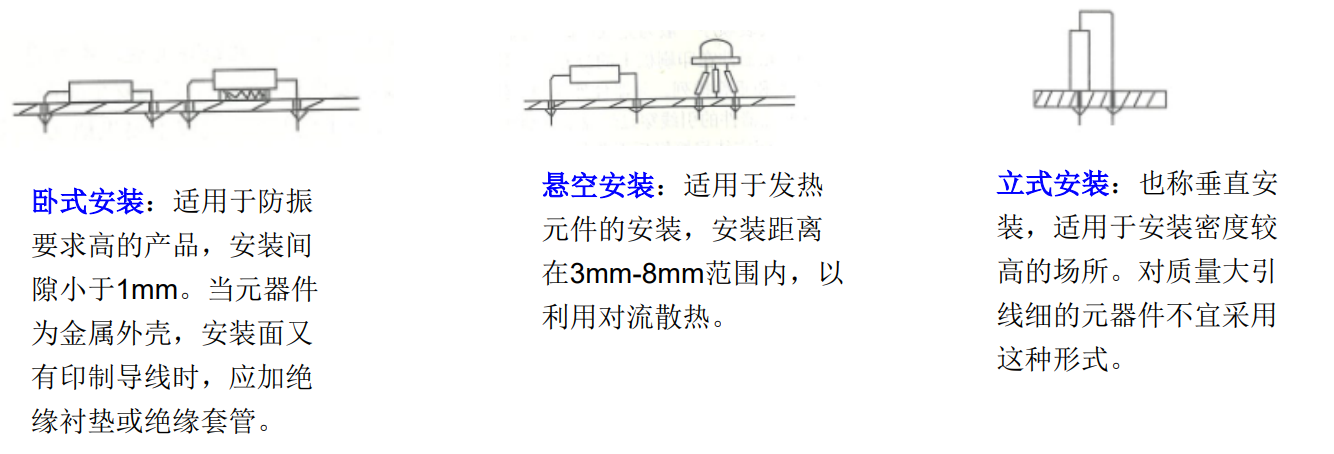 卧式安装：适用于防振
要求高的产品，安装间
隙小于1mm。当元器件
为金属外壳，安装面又
有印制导线时，应加绝
缘衬垫或绝缘套管。
悬空安装：适用于发热
元件的安装，安装距离
在3mm-8mm范围内，以
利用对流散热。
立式安装：也称垂直安
装，适用于安装密度较
高的场所。对质量大引
线细的元器件不宜采用
这种形式。